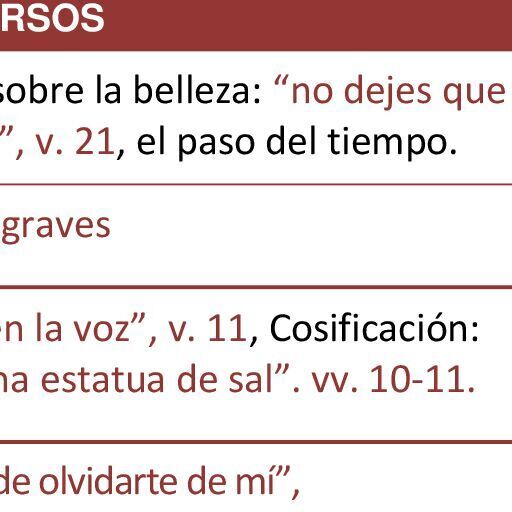 RSOS
sobre la belleza: “no dejes que
”, v. 21, el paso del tiempo.
graves
en la voz”, v. 11, Cosificación:
na estatua de sal”. vv. 10-11.
de olvidarte de mí”,